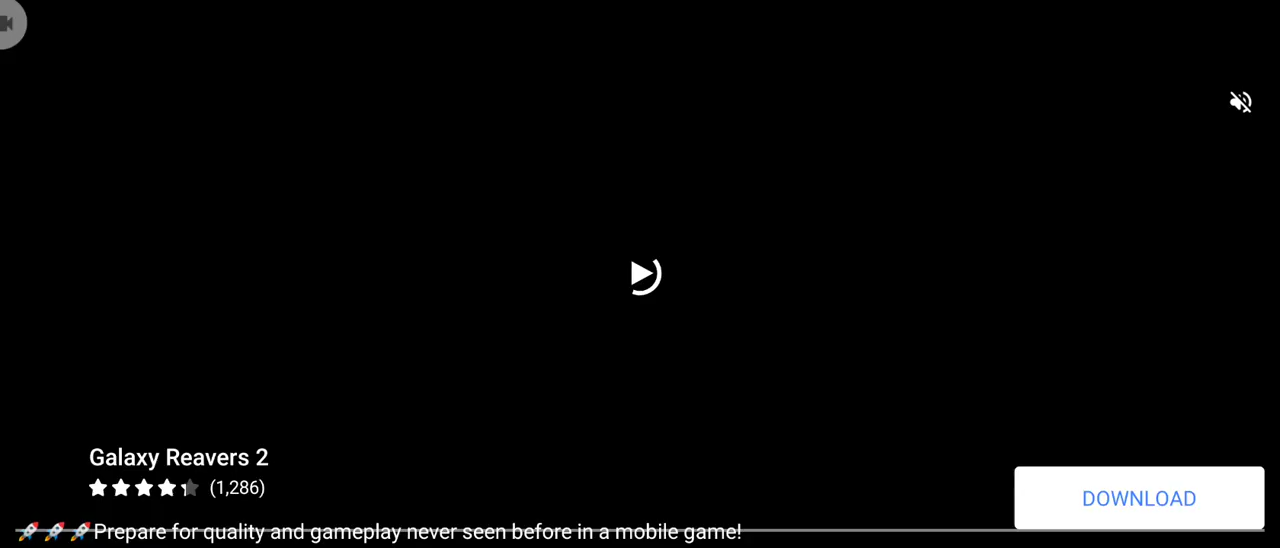 Galaxy Reavers 2
(1,286)
DOWNLOAD
🚀🚀🚀Prepare for quality and gameplay never seen before in a mobile game!